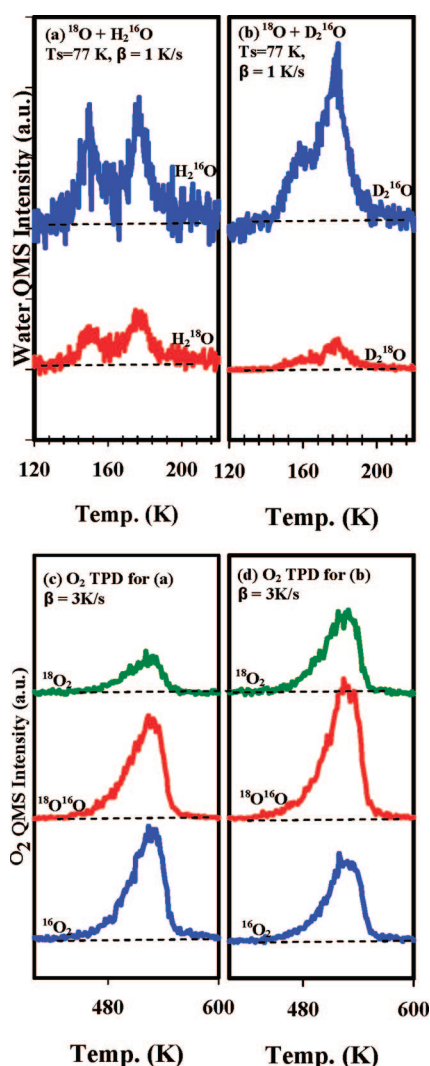 (a) ¹⁸O + H₂¹⁶O
Ts=77 K, β = 1 K/s
(b) ¹⁸O + D₂¹⁶O
Ts=77 K,
β = 1 K/s
Water QMS Intensity (a.u.)
H₂¹⁶O
D₂¹⁶O
H₂¹⁸O
D₂¹⁸O
120 160 200
120 160 200
Temp. (K)
Temp. (K)
(c) O₂ TPD for (a)
β = 3K/s
(d) O₂ TPD for (b)
β = 3K/s
O₂ QMS Intensity (a.u.)
¹⁸O₂
¹⁸O₂
¹⁸O¹⁶O
¹⁸O¹⁶O
¹⁶O₂
¹⁶O₂
480 600
480 600
Temp. (K)
Temp. (K)